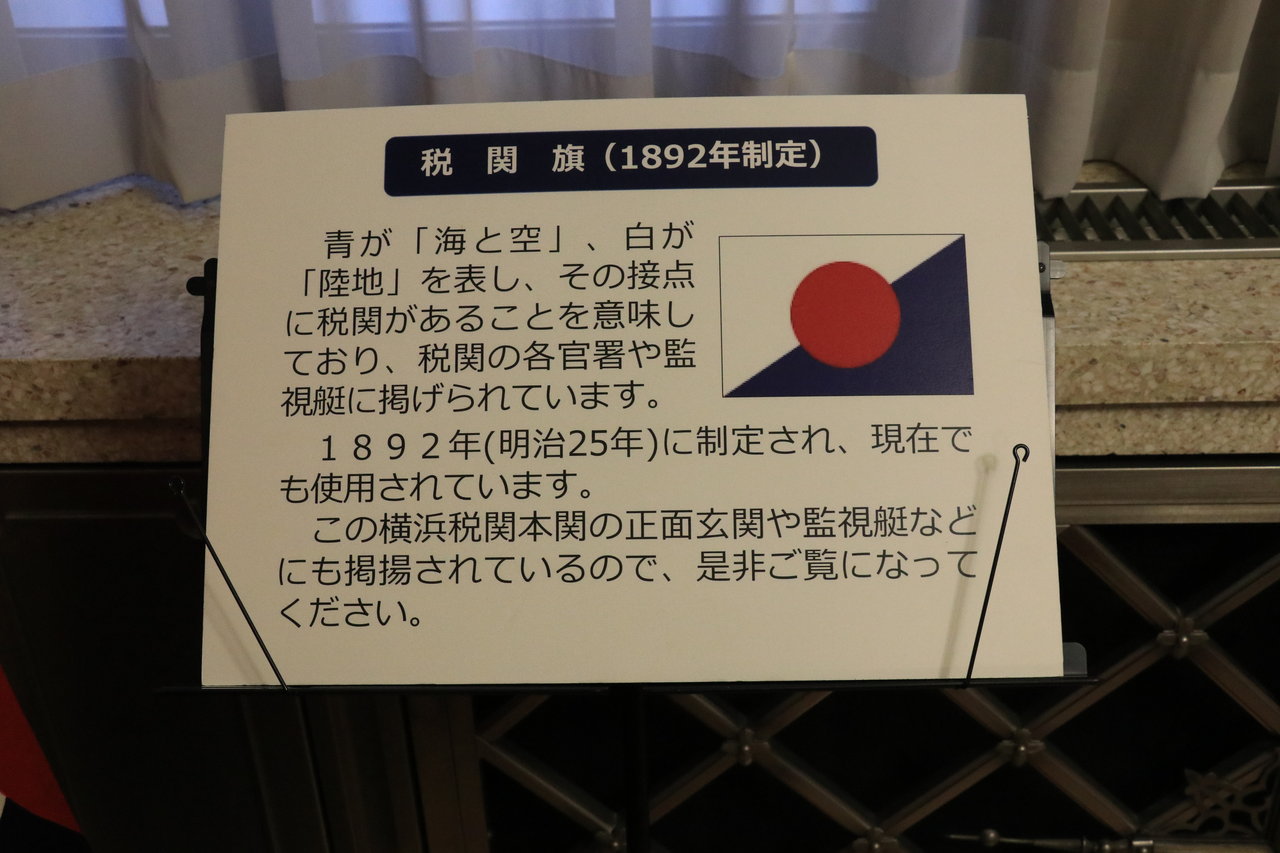 税 関 旗（1892年制定）
青が「海と空」、白が
「陸地」を表し、その接点
に税関があることを意味し
ており、税関の各官署や監
視艇に掲げられています。
１８９２年(明治25年)に制定され、現在で
も使用されています。
この横浜税関本関の正面玄関や監視艇など
にも掲揚されているので、是非ご覧になって
ください。